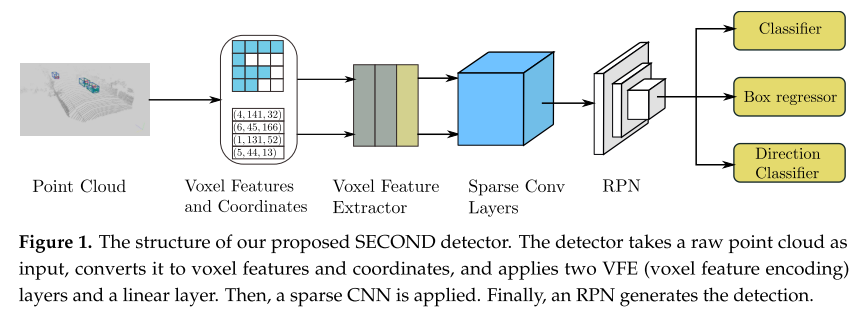 Classifier
(4, 141, 32)
(6, 45, 166)
(1, 131, 52)
(5, 44, 13)
Box regressor
Direction
Classifier
Point Cloud
Voxel Features
and Coordinates
Voxel Feature
Extractor
Sparse Conv
Layers
RPN
Figure 1. The structure of our proposed SECOND detector. The detector takes a raw point cloud as
input, converts it to voxel features and coordinates, and applies two VFE (voxel feature encoding)
layers and a linear layer. Then, a sparse CNN is applied. Finally, an RPN generates the detection.